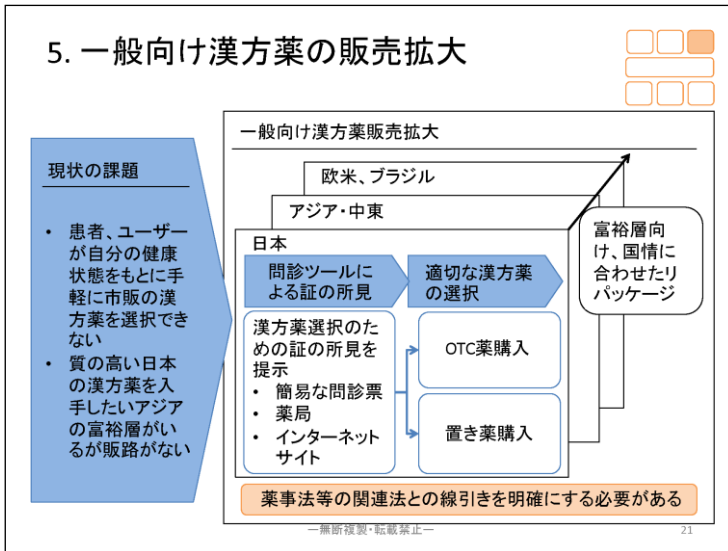 5. 一般向け漢方薬の販売拡大
現状の課題
• 患者、ユーザー
が自分の健康
状態をもとに手
軽に市販の漢
方薬を選択でき
ない
• 質の高い日本
の漢方薬を入
手したいアジア
の富裕層がい
るが販路がない
一般向け漢方薬販売拡大
欧米、ブラジル
アジア・中東
日本
問診ツールに
よる証の所見
適切な漢方薬
の選択
漢方薬選択のた
めの証の所見を
提示
• 簡易な問診票
• 薬局
• インターネット
サイト
OTC薬購入
置き薬購入
富裕層向
け、国情に
合わせたリ
パッケージ
薬事法等の関連法との線引きを明確にする必要がある
―無断複製・転載禁止―
21